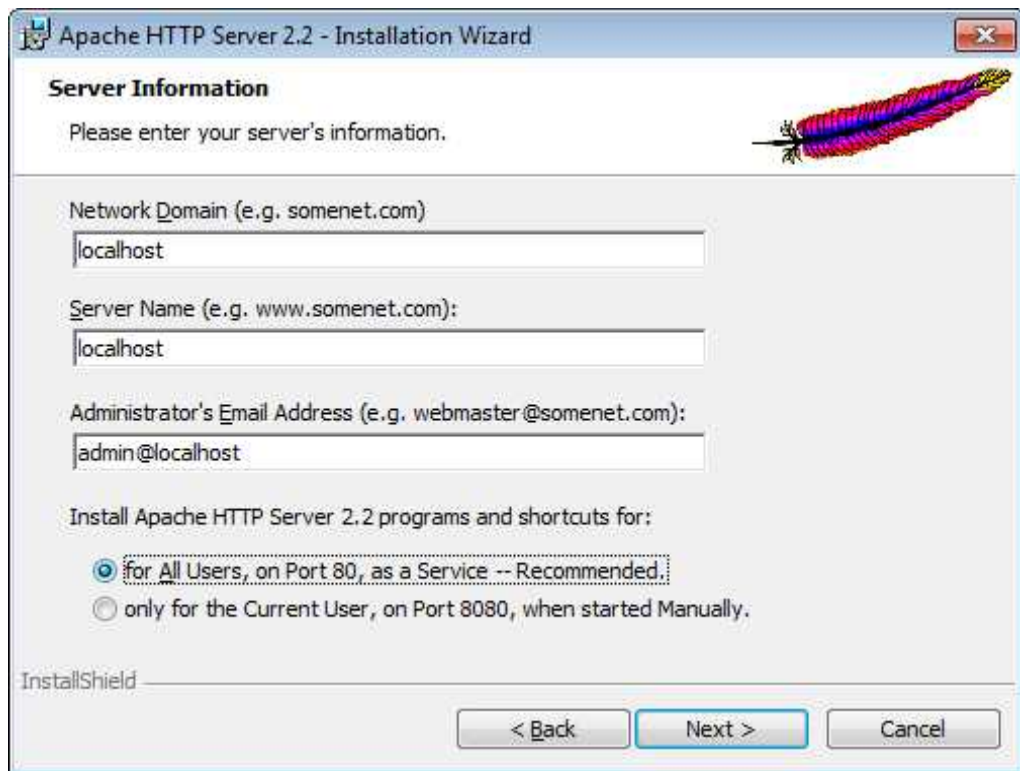 Apache HTTP Server 2.2 - Installation Wizard
Server Information
Please enter your server's information.
Network Domain (e.g. somenet.com)
localhost
Server Name (e.g. www.somenet.com):
localhost
Administrator's Email Address (e.g. webmaster@somenet.com):
admin@localhost
Install Apache HTTP Server 2.2 programs and shortcuts for:
for All Users, on Port 80, as a Service -- Recommended.
only for the Current User, on Port 8080, when started Manually.
InstallShield
< Back Next > Cancel